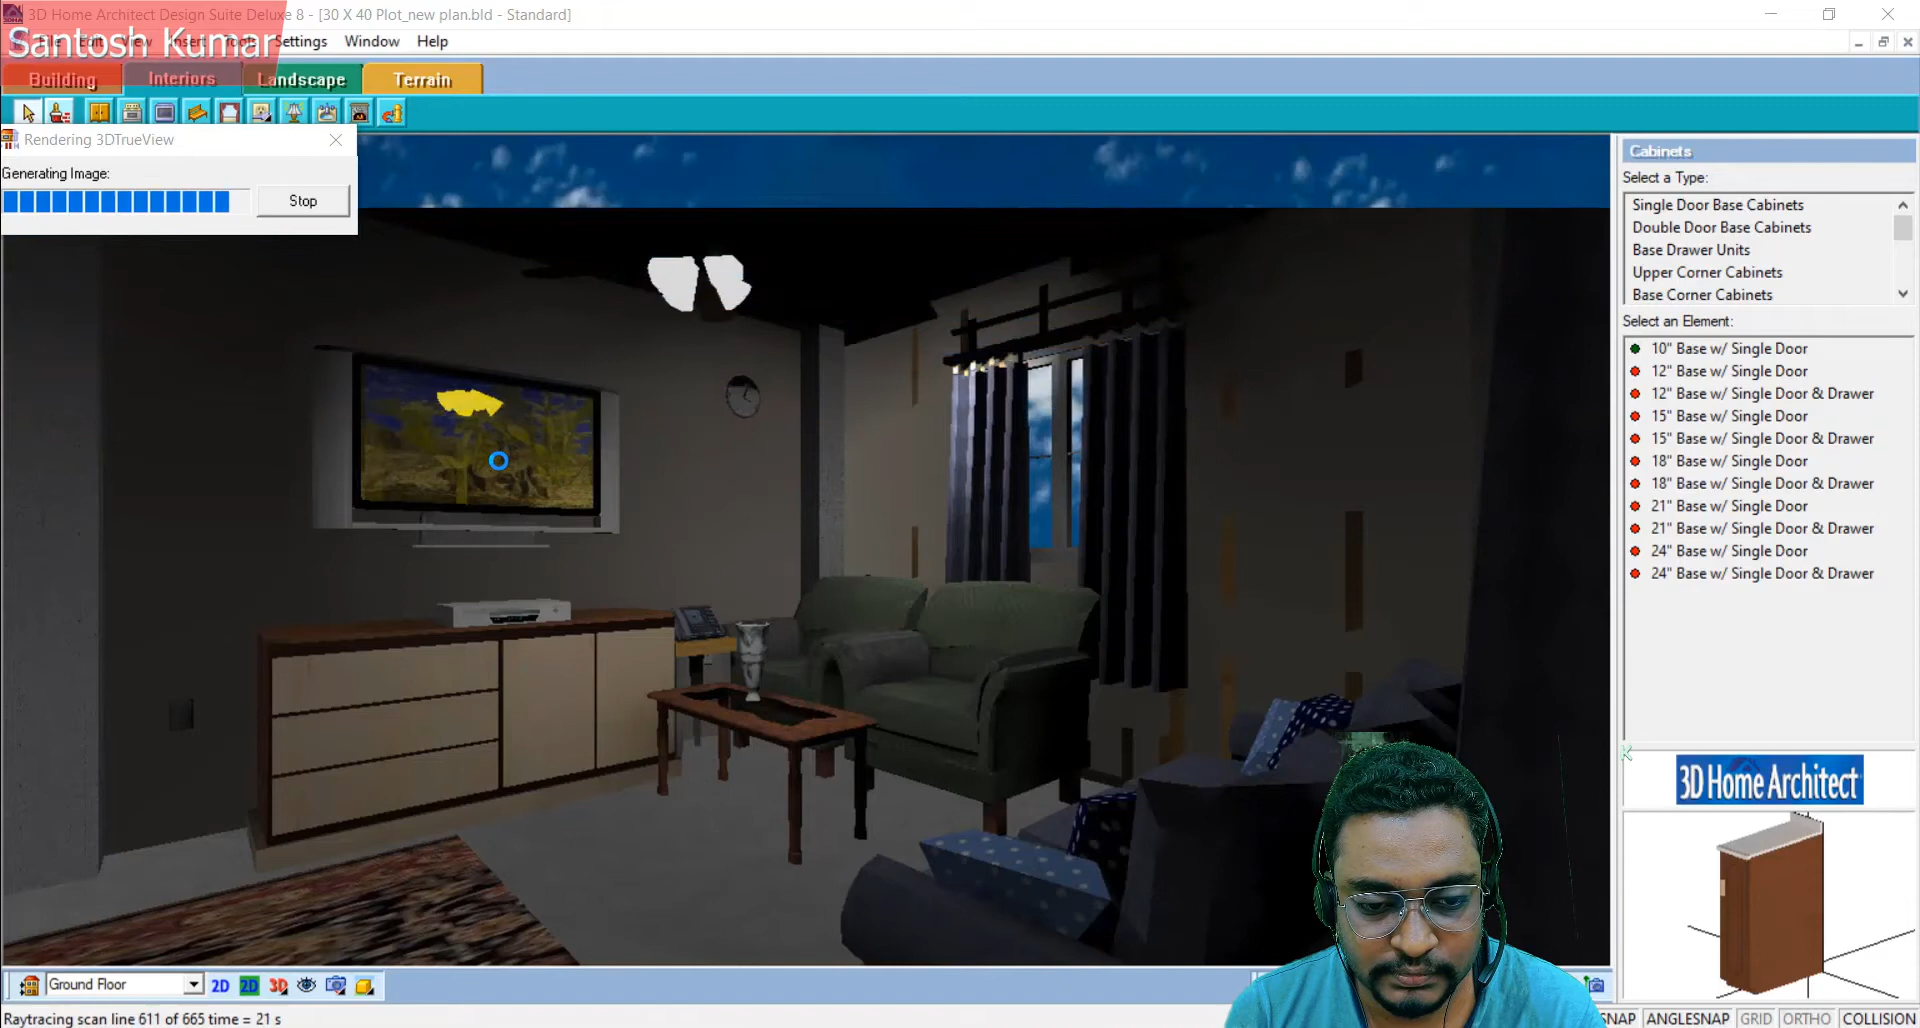 3D Home Architect Design Suite Deluxe 8 - [30 X 40 Plot_new plan.bld - Standard]
Santosh Kumar
File Edit View Insert Tools Settings Window Help
Building Interiors Landscape Terrain
Rendering 3DTrueView
Generating Image:
Stop
Cabinets
Select a Type:
Single Door Base Cabinets
Double Door Base Cabinets
Base Drawer Units
Upper Corner Cabinets
Base Corner Cabinets
Select an Element:
10" Base w/ Single Door
12" Base w/ Single Door
12" Base w/ Single Door & Drawer
15" Base w/ Single Door
15" Base w/ Single Door & Drawer
18" Base w/ Single Door
18" Base w/ Single Door & Drawer
21" Base w/ Single Door
21" Base w/ Single Door & Drawer
24" Base w/ Single Door
24" Base w/ Single Door & Drawer
3D Home Architect
Ground Floor 2D 2D 3D
Raytracing scan line 611 of 665 time = 21 s
SNAP ANGLESNAP GRID ORTHO COLLISION